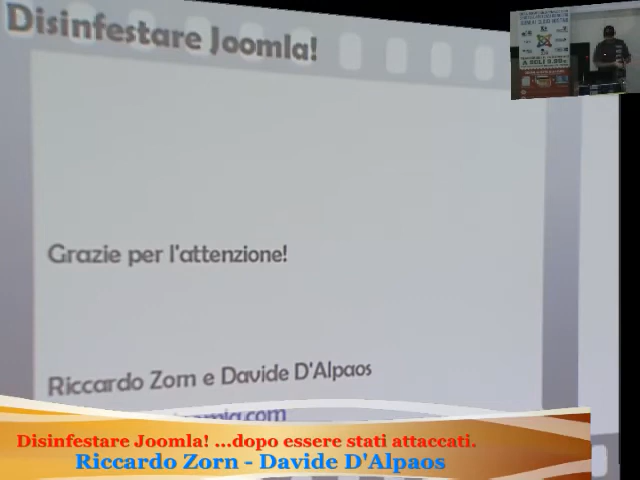 Disinfestare Joomla!
Grazie per l'attenzione!
Riccardo Zorn e Davide D'Alpaos
Disinfestare Joomla! ...dopo essere stati attaccati.
Riccardo Zorn - Davide D'Alpaos